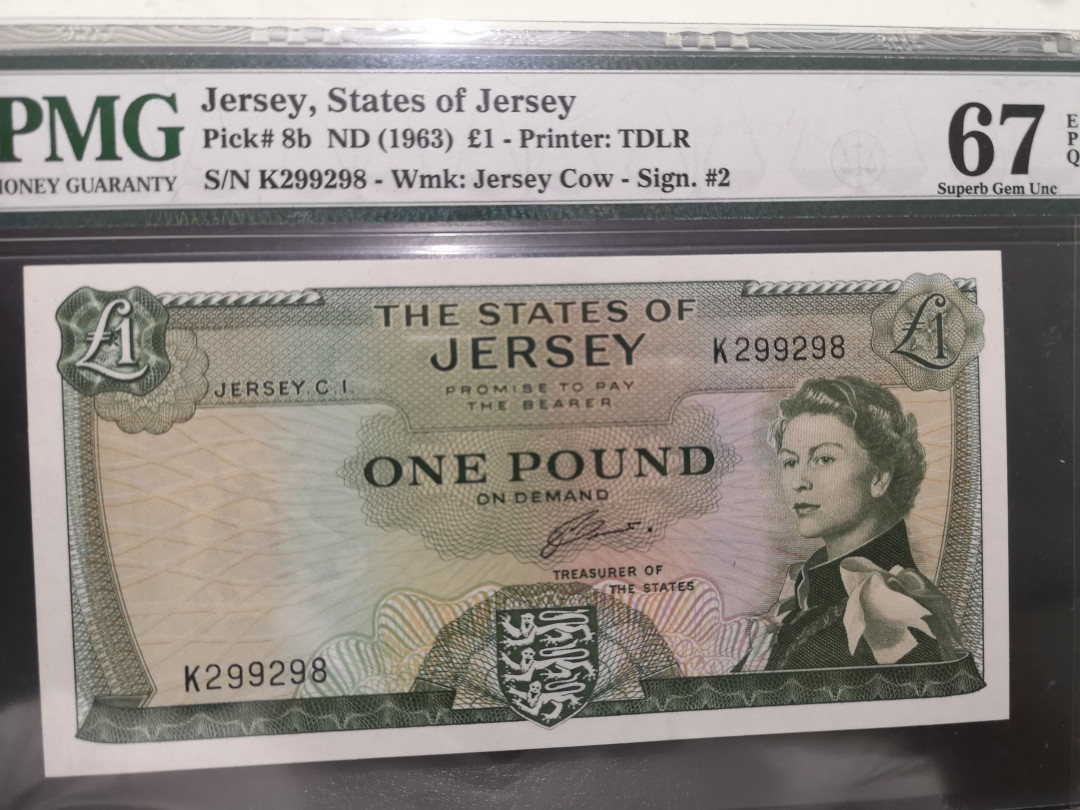 PMG
MONEY GUARANTY
Jersey, States of Jersey
Pick# 8b ND (1963) £1 - Printer: TDLR
S/N K299298 - Wmk: Jersey Cow - Sign. #2
67
Superb Gem Unc
E
P
Q
£1
£1
THE STATES OF
JERSEY
K299298
JERSEY. C. I.
PROMISE TO PAY
THE BEARER
ONE POUND
ON DEMAND
TREASURER OF
THE STATES
K299298